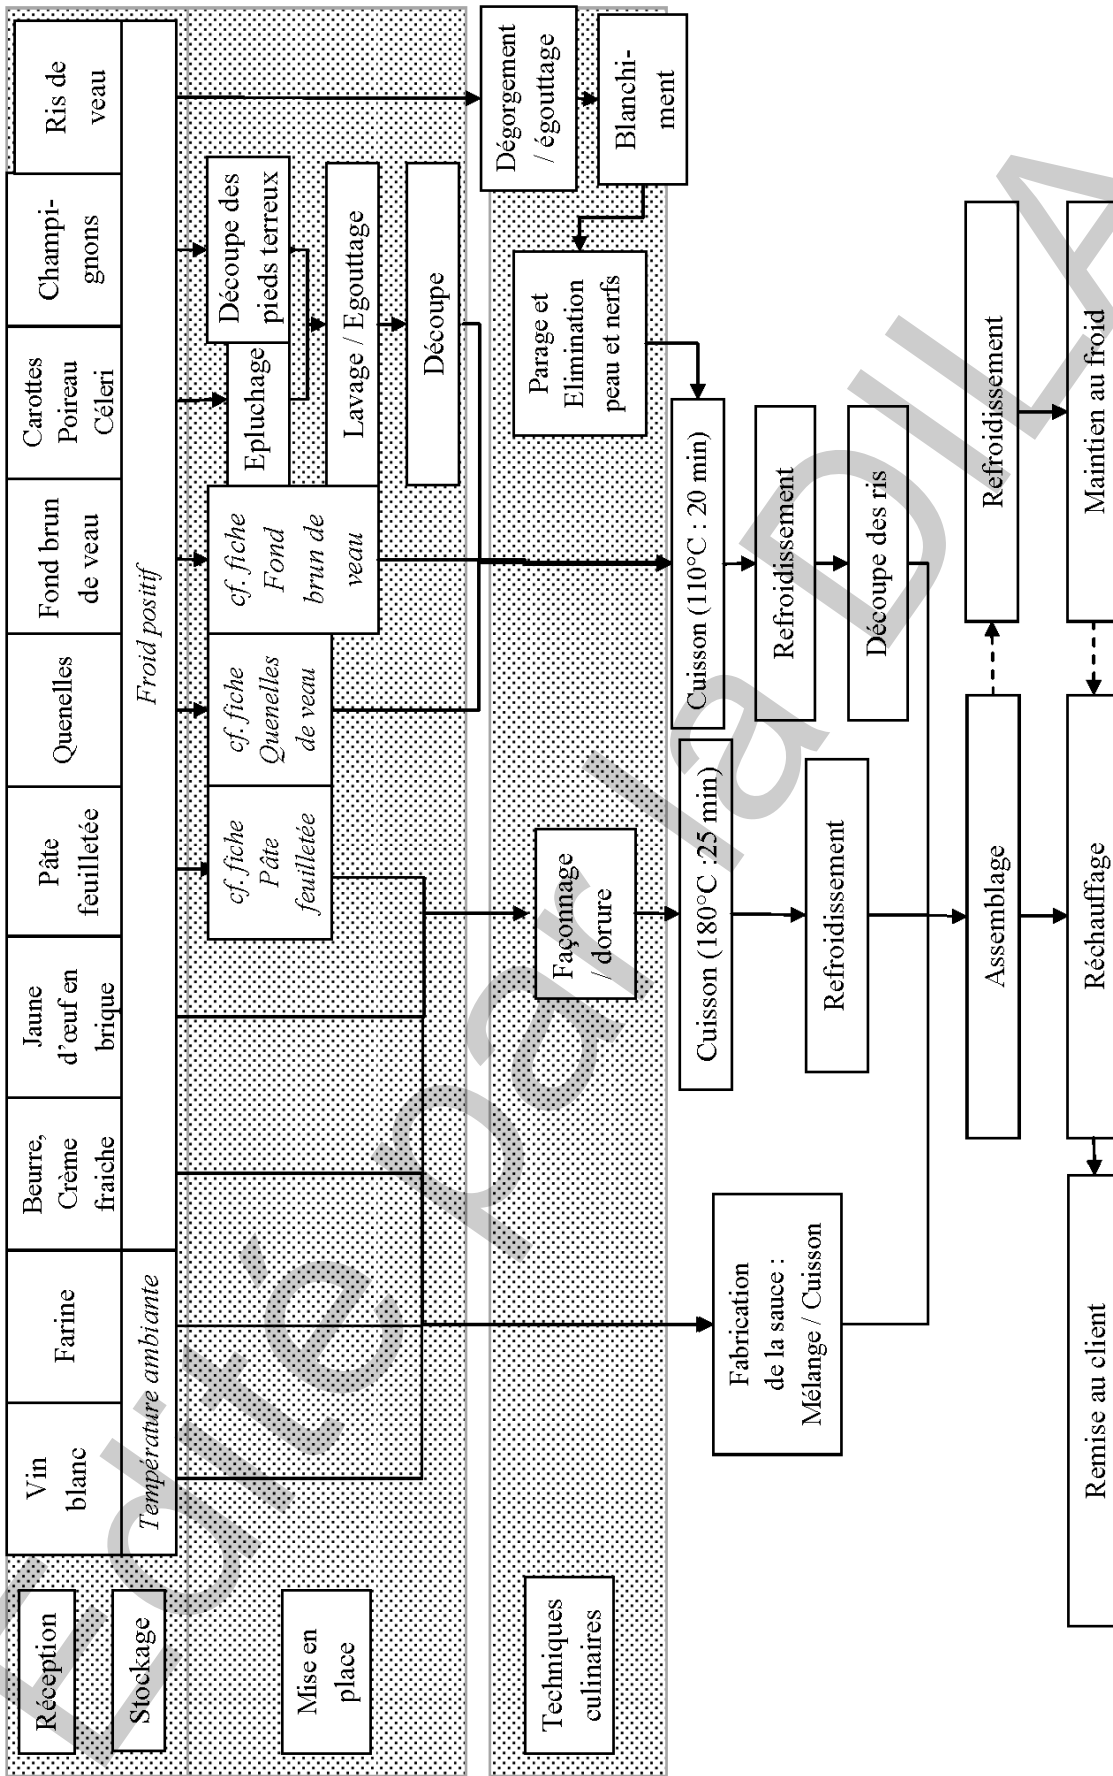 Réception
Vin
blanc
Farine
Beurre,
Crème
fraiche
Jaune
d'œuf en
brique
Pâte
feuilletée
Quenelles
Fond brun
de veau
Carottes
Poireau
Céleri
Champi-
gnons
Ris de
veau
Stockage
Température ambiante
Froid positif
Mise en
place
cf. fiche
Pâte
feuilletée
cf. fiche
Quenelles
de veau
cf. fiche
Fond
brun de
veau
Epluchage
Découpe des
pieds terreux
Lavage / Egouttage
Découpe
Techniques
culinaires
Façonnage
/ dorure
Dégorgement
/ égouttage
Blanchi-
ment
Parage et
Elimination
peau et nerfs
Cuisson (180°C :25 min)
Cuisson (110°C : 20 min)
Refroidissement
Refroidissement
Découpe des ris
Fabrication
de la sauce :
Mélange / Cuisson
Assemblage
Refroidissement
Remise au client
Réchauffage
Maintien au froid
Edité par la DILA